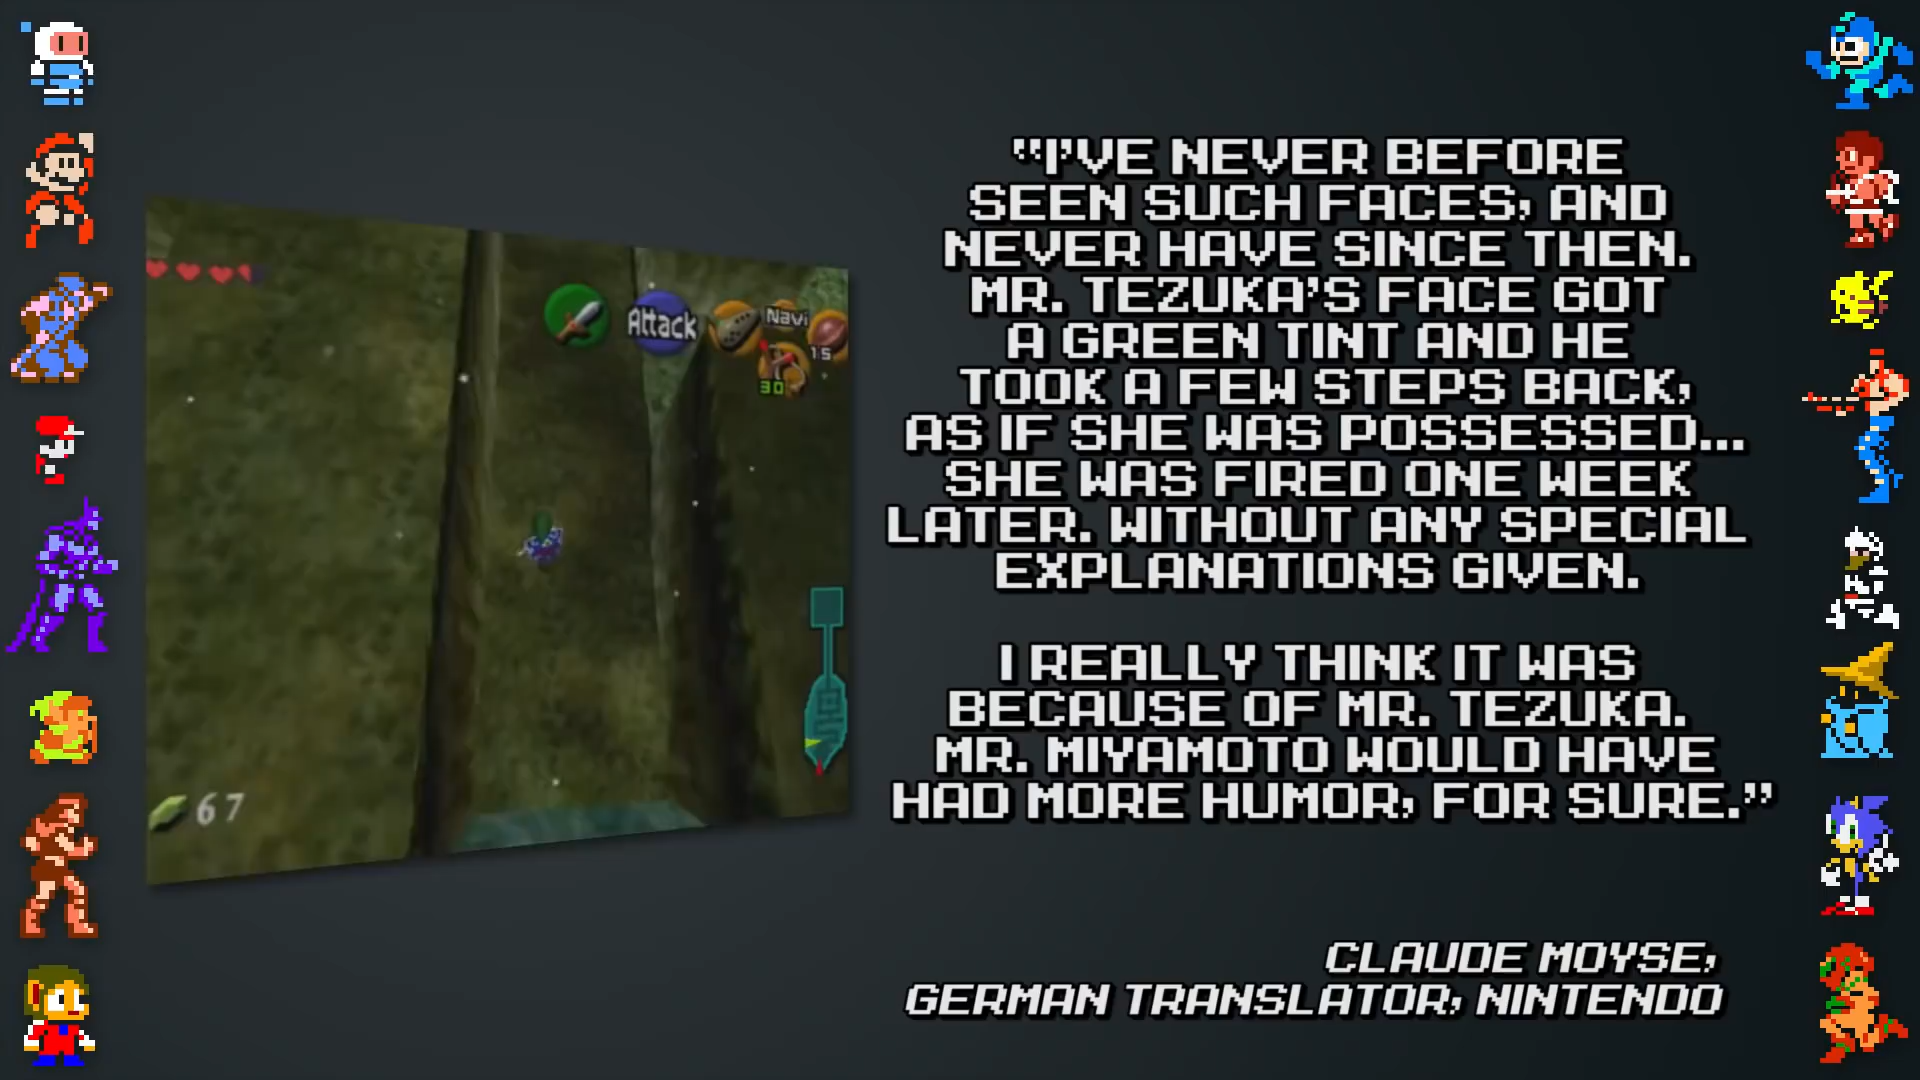 Attack
Navi
15
30
67
“I’VE NEVER BEFORE
SEEN SUCH FACES, AND
NEVER HAVE SINCE THEN.
MR. TEZUKA’S FACE GOT
A GREEN TINT AND HE
TOOK A FEW STEPS BACK,
AS IF SHE WAS POSSESSED...
SHE WAS FIRED ONE WEEK
LATER. WITHOUT ANY SPECIAL
EXPLANATIONS GIVEN.
I REALLY THINK IT WAS
BECAUSE OF MR. TEZUKA.
MR. MIYAMOTO WOULD HAVE
HAD MORE HUMOR, FOR SURE.”
CLAUDE MOYSE,
GERMAN TRANSLATOR, NINTENDO